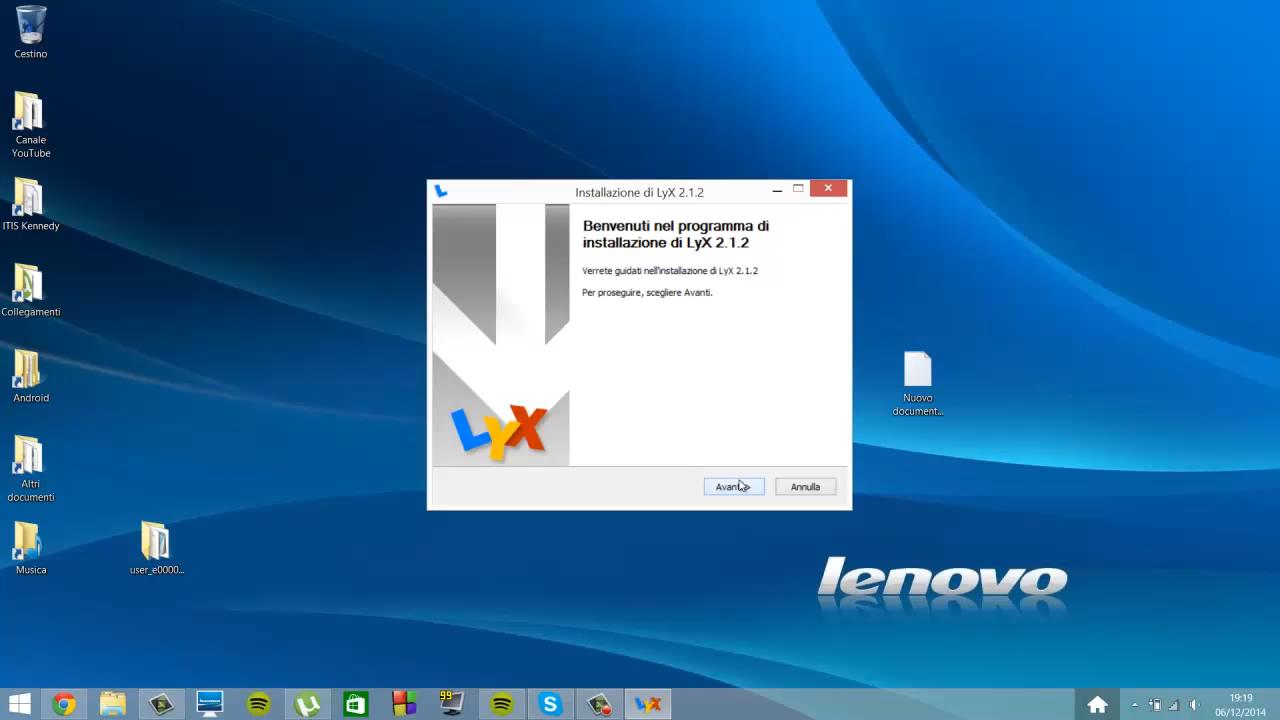 Cestino
Canale
YouTube
ITIS Kennedy
Collegamenti
Android
Altri
documenti
Musica
user_e0000...
Installazione di LyX 2.1.2
Benvenuti nel programma di
installazione di LyX 2.1.2
Verrete guidati nell'installazione di LyX 2.1.2
Per proseguire, scegliere Avanti.
LyX
Avanti >
Annulla
Nuovo
document...
lenovo
99
19:19
06/12/2014